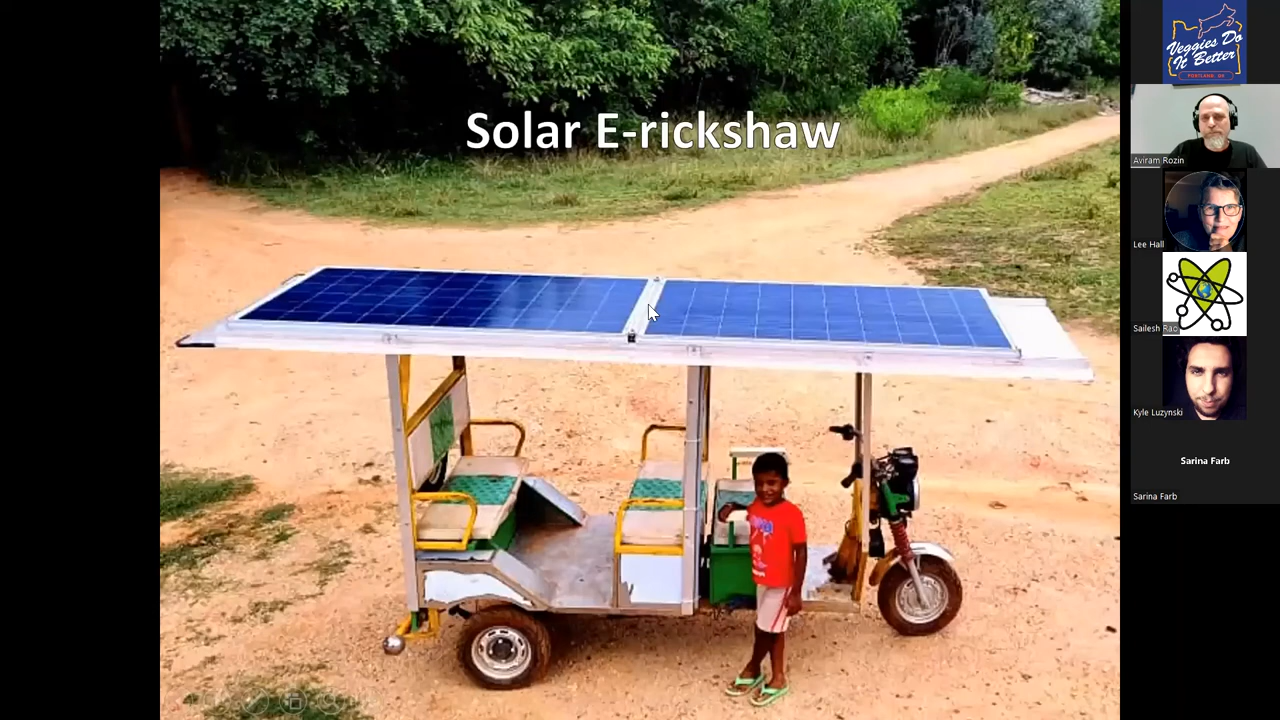 Solar E-rickshaw
Veggies Do
It Better
PORTLAND, OR
Aviram Rozin
Lee Hall
Sailesh Rao
Kyle Luzynski
Sarina Farb
Sarina Farb